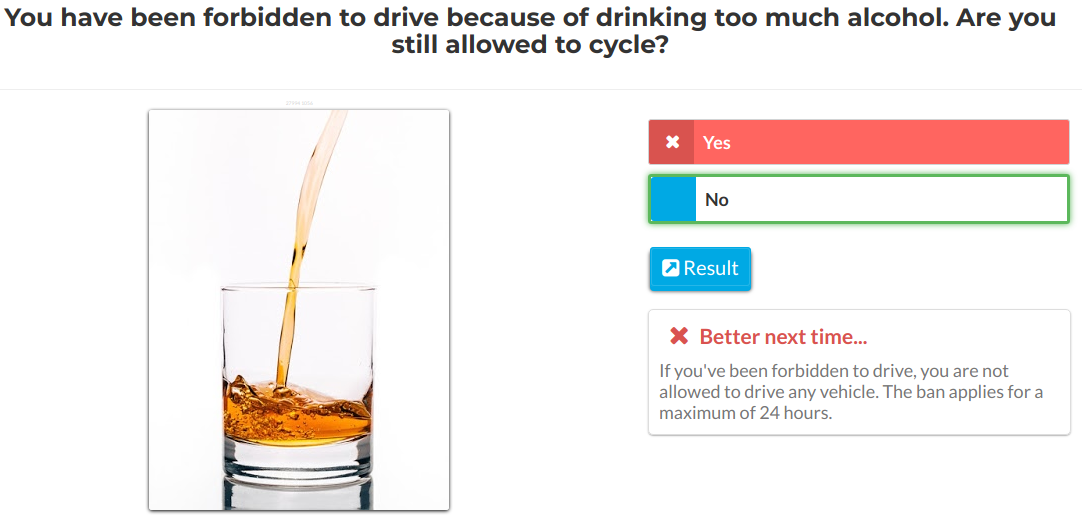 You have been forbidden to drive because of drinking too much alcohol. Are you
still allowed to cycle?
Yes
No
Result
Better next time...
If you've been forbidden to drive, you are not
allowed to drive any vehicle. The ban applies for a
maximum of 24 hours.